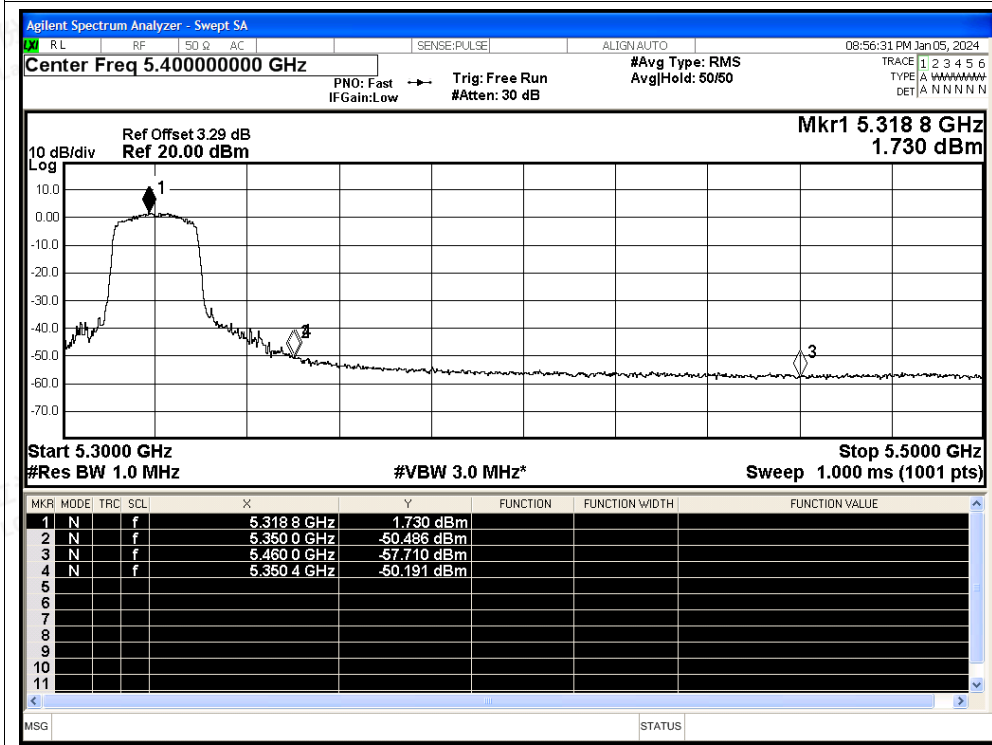 Agilent Spectrum Analyzer - Swept SA
LXI RL RF 50 Ω AC SENSE:PULSE ALIGN AUTO 08:56:31 PM Jan 05, 2024
Center Freq 5.400000000 GHz #Avg Type: RMS TRACE 1 2 3 4 5 6
PNO: Fast Trig: Free Run Avg|Hold: 50/50 TYPE A WWWWW
IFGain:Low #Atten: 30 dB DET A N N N N N
Mkr1 5.318 8 GHz
Ref Offset 3.29 dB
10 dB/div Ref 20.00 dBm 1.730 dBm
Log
10.0
1
0.00
-10.0
-20.0
-30.0
-40.0
-50.0
3
-60.0
-70.0
Start 5.3000 GHz Stop 5.5000 GHz
#Res BW 1.0 MHz #VBW 3.0 MHz* Sweep 1.000 ms (1001 pts)
MKR MODE TRC SCL X Y FUNCTION FUNCTION WIDTH FUNCTION VALUE
1 N f 5.318 8 GHz 1.730 dBm
2 N f 5.350 0 GHz -50.486 dBm
3 N f 5.460 0 GHz -57.710 dBm
4 N f 5.350 4 GHz -50.191 dBm
5
6
7
8
9
10
11
MSG STATUS